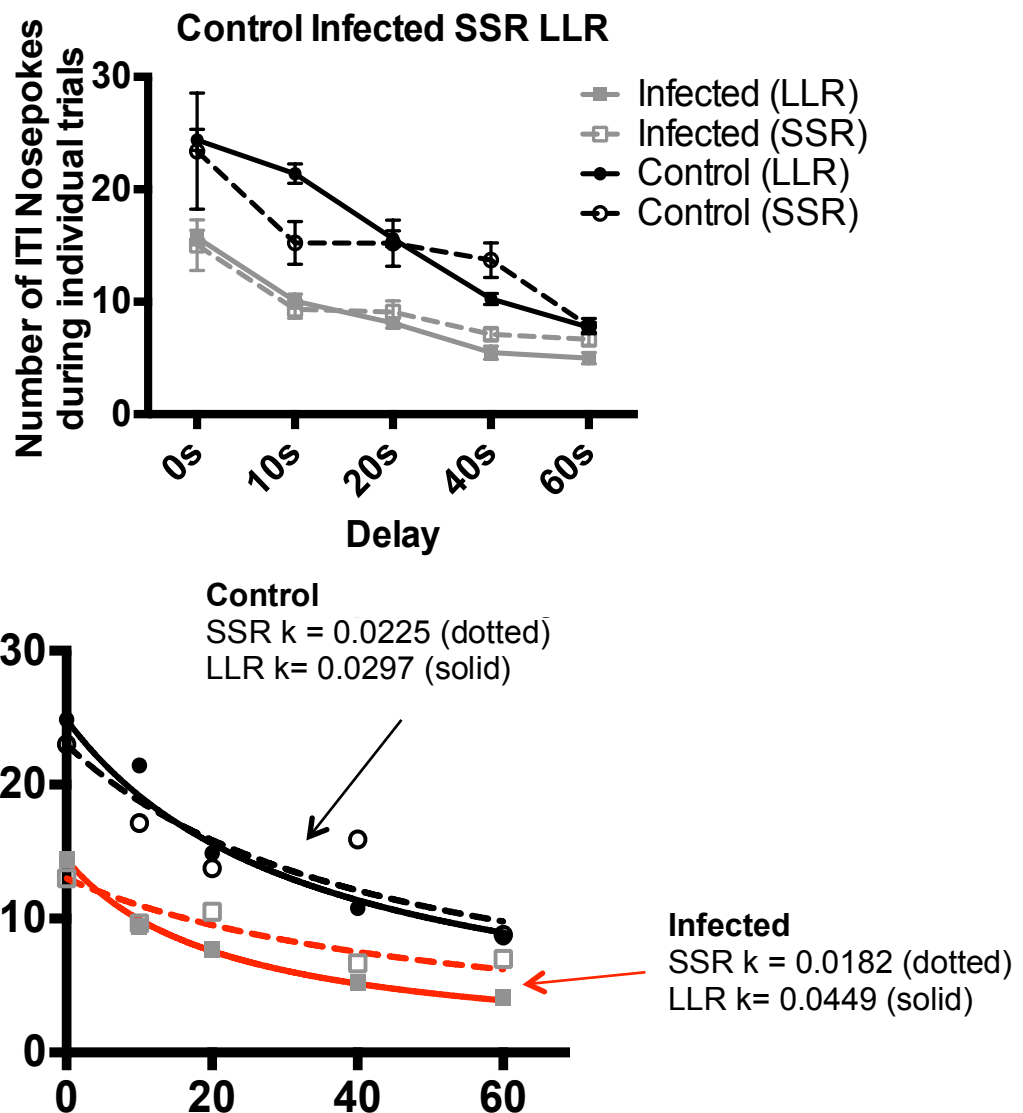 Control Infected SSR LLR
Number of ITI Nosepokes
during individual trials
30
20
10
0
0s
10s
20s
40s
60s
Delay
Infected (LLR)
Infected (SSR)
Control (LLR)
Control (SSR)
Control
SSR k = 0.0225 (dotted)
LLR k= 0.0297 (solid)
30
20
10
0
0
20
40
60
Infected
SSR k = 0.0182 (dotted)
LLR k= 0.0449 (solid)